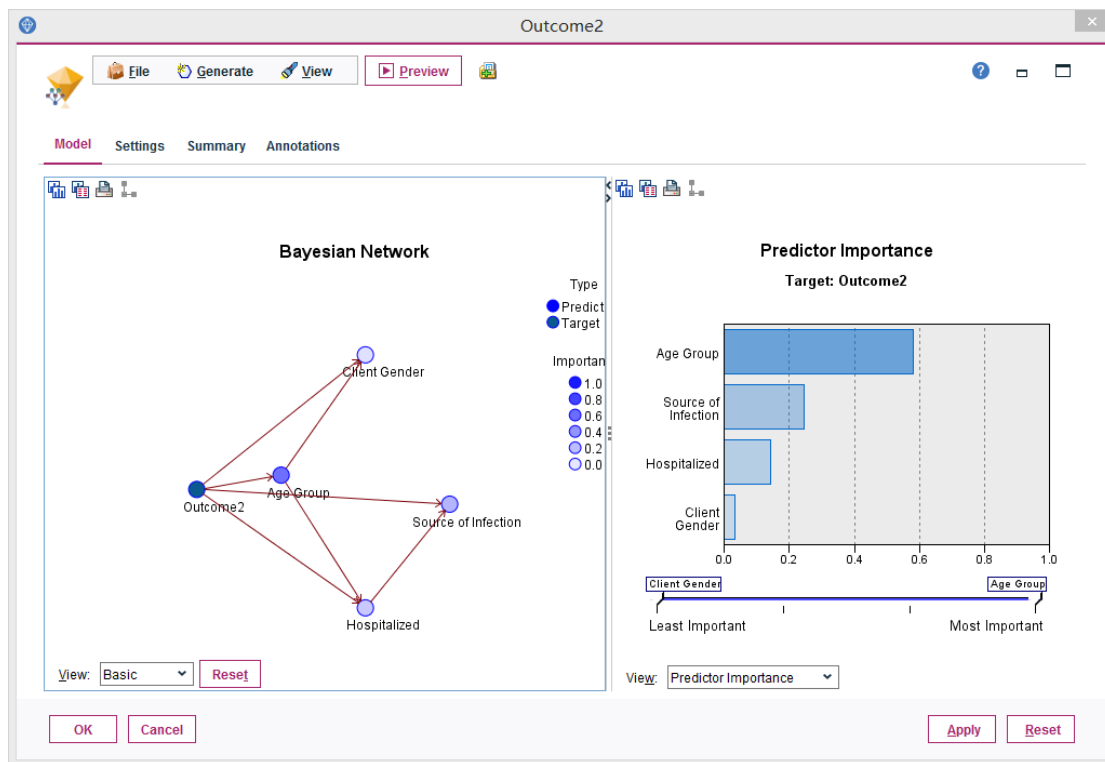 Outcome2
File Generate View Preview
Model Settings Summary Annotations
Bayesian Network
Type
Predict
Target
Importan
1.0
0.8
0.6
0.4
0.2
0.0
Client Gender
Age Group
Outcome2
Source of Infection
Hospitalized
View: Basic Reset
Predictor Importance
Target: Outcome2
Age Group
Source of
Infection
Hospitalized
Client
Gender
0.0 0.2 0.4 0.6 0.8 1.0
Client Gender Age Group
Least Important Most Important
View: Predictor Importance
OK Cancel Apply Reset